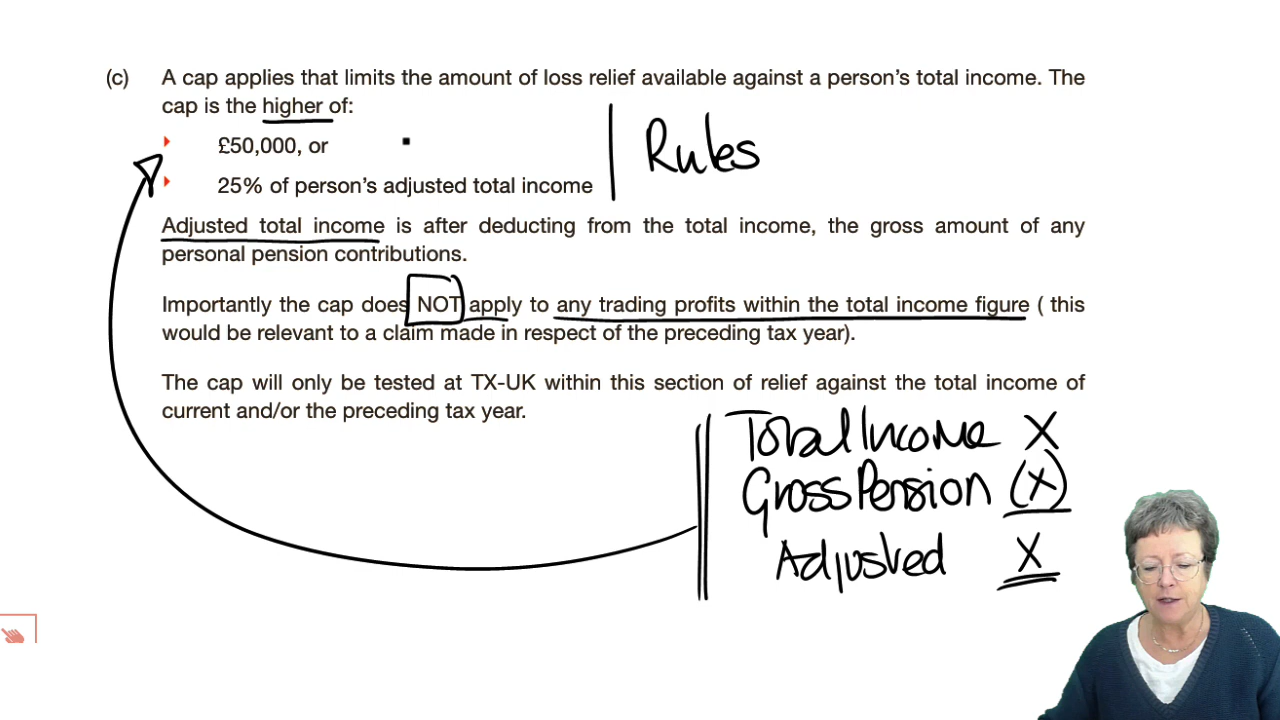 (c) A cap applies that limits the amount of loss relief available against a person's total income. The
cap is the higher of:
£50,000, or
25% of person's adjusted total income
Rules
Adjusted total income is after deducting from the total income, the gross amount of any
personal pension contributions.
Importantly the cap does NOT apply to any trading profits within the total income figure ( this
would be relevant to a claim made in respect of the preceding tax year).
The cap will only be tested at TX-UK within this section of relief against the total income of
current and/or the preceding tax year.
Total Income X
Gross Pension (X)
Adjusted X